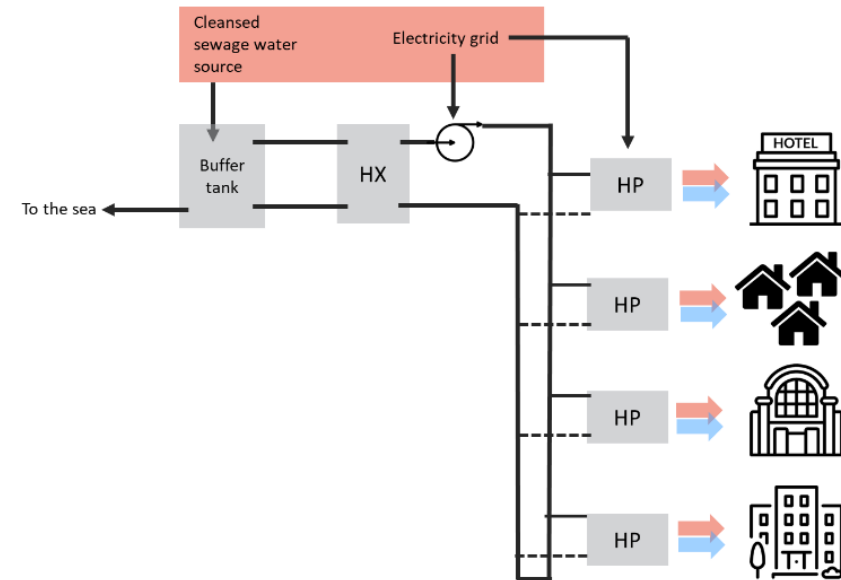 Cleansed
sewage water
source
Electricity grid
Buffer
tank
HX
To the sea
HP
HOTEL
HP
HP
HP